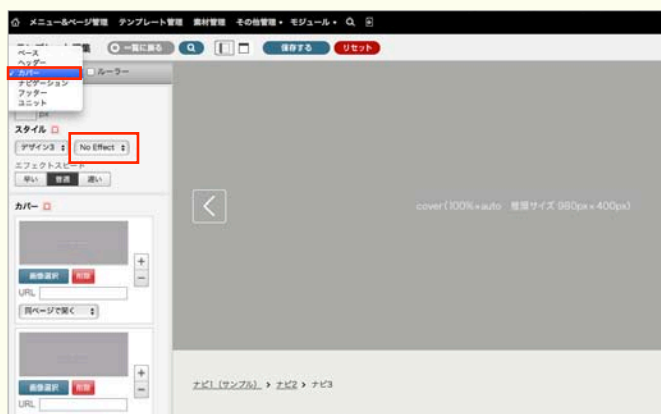 メニュー&ページ管理 テンプレート管理 素材管理 その他管理・ モジュール・
一覧に戻る 保存する リセット
ベース
ヘッダー
✓ カバー
ナビゲーション
フッター
ユニット
ルーラー
px
スタイル
デザイン3 No Effect
エフェクトスピード
早い 普通 遅い
カバー
cover(100%×auto 推奨サイズ 980px×400px)
画像選択 削除
URL
同ページで開く
画像選択 削除
URL
ナビ1（サンプル） > ナビ2 > ナビ3